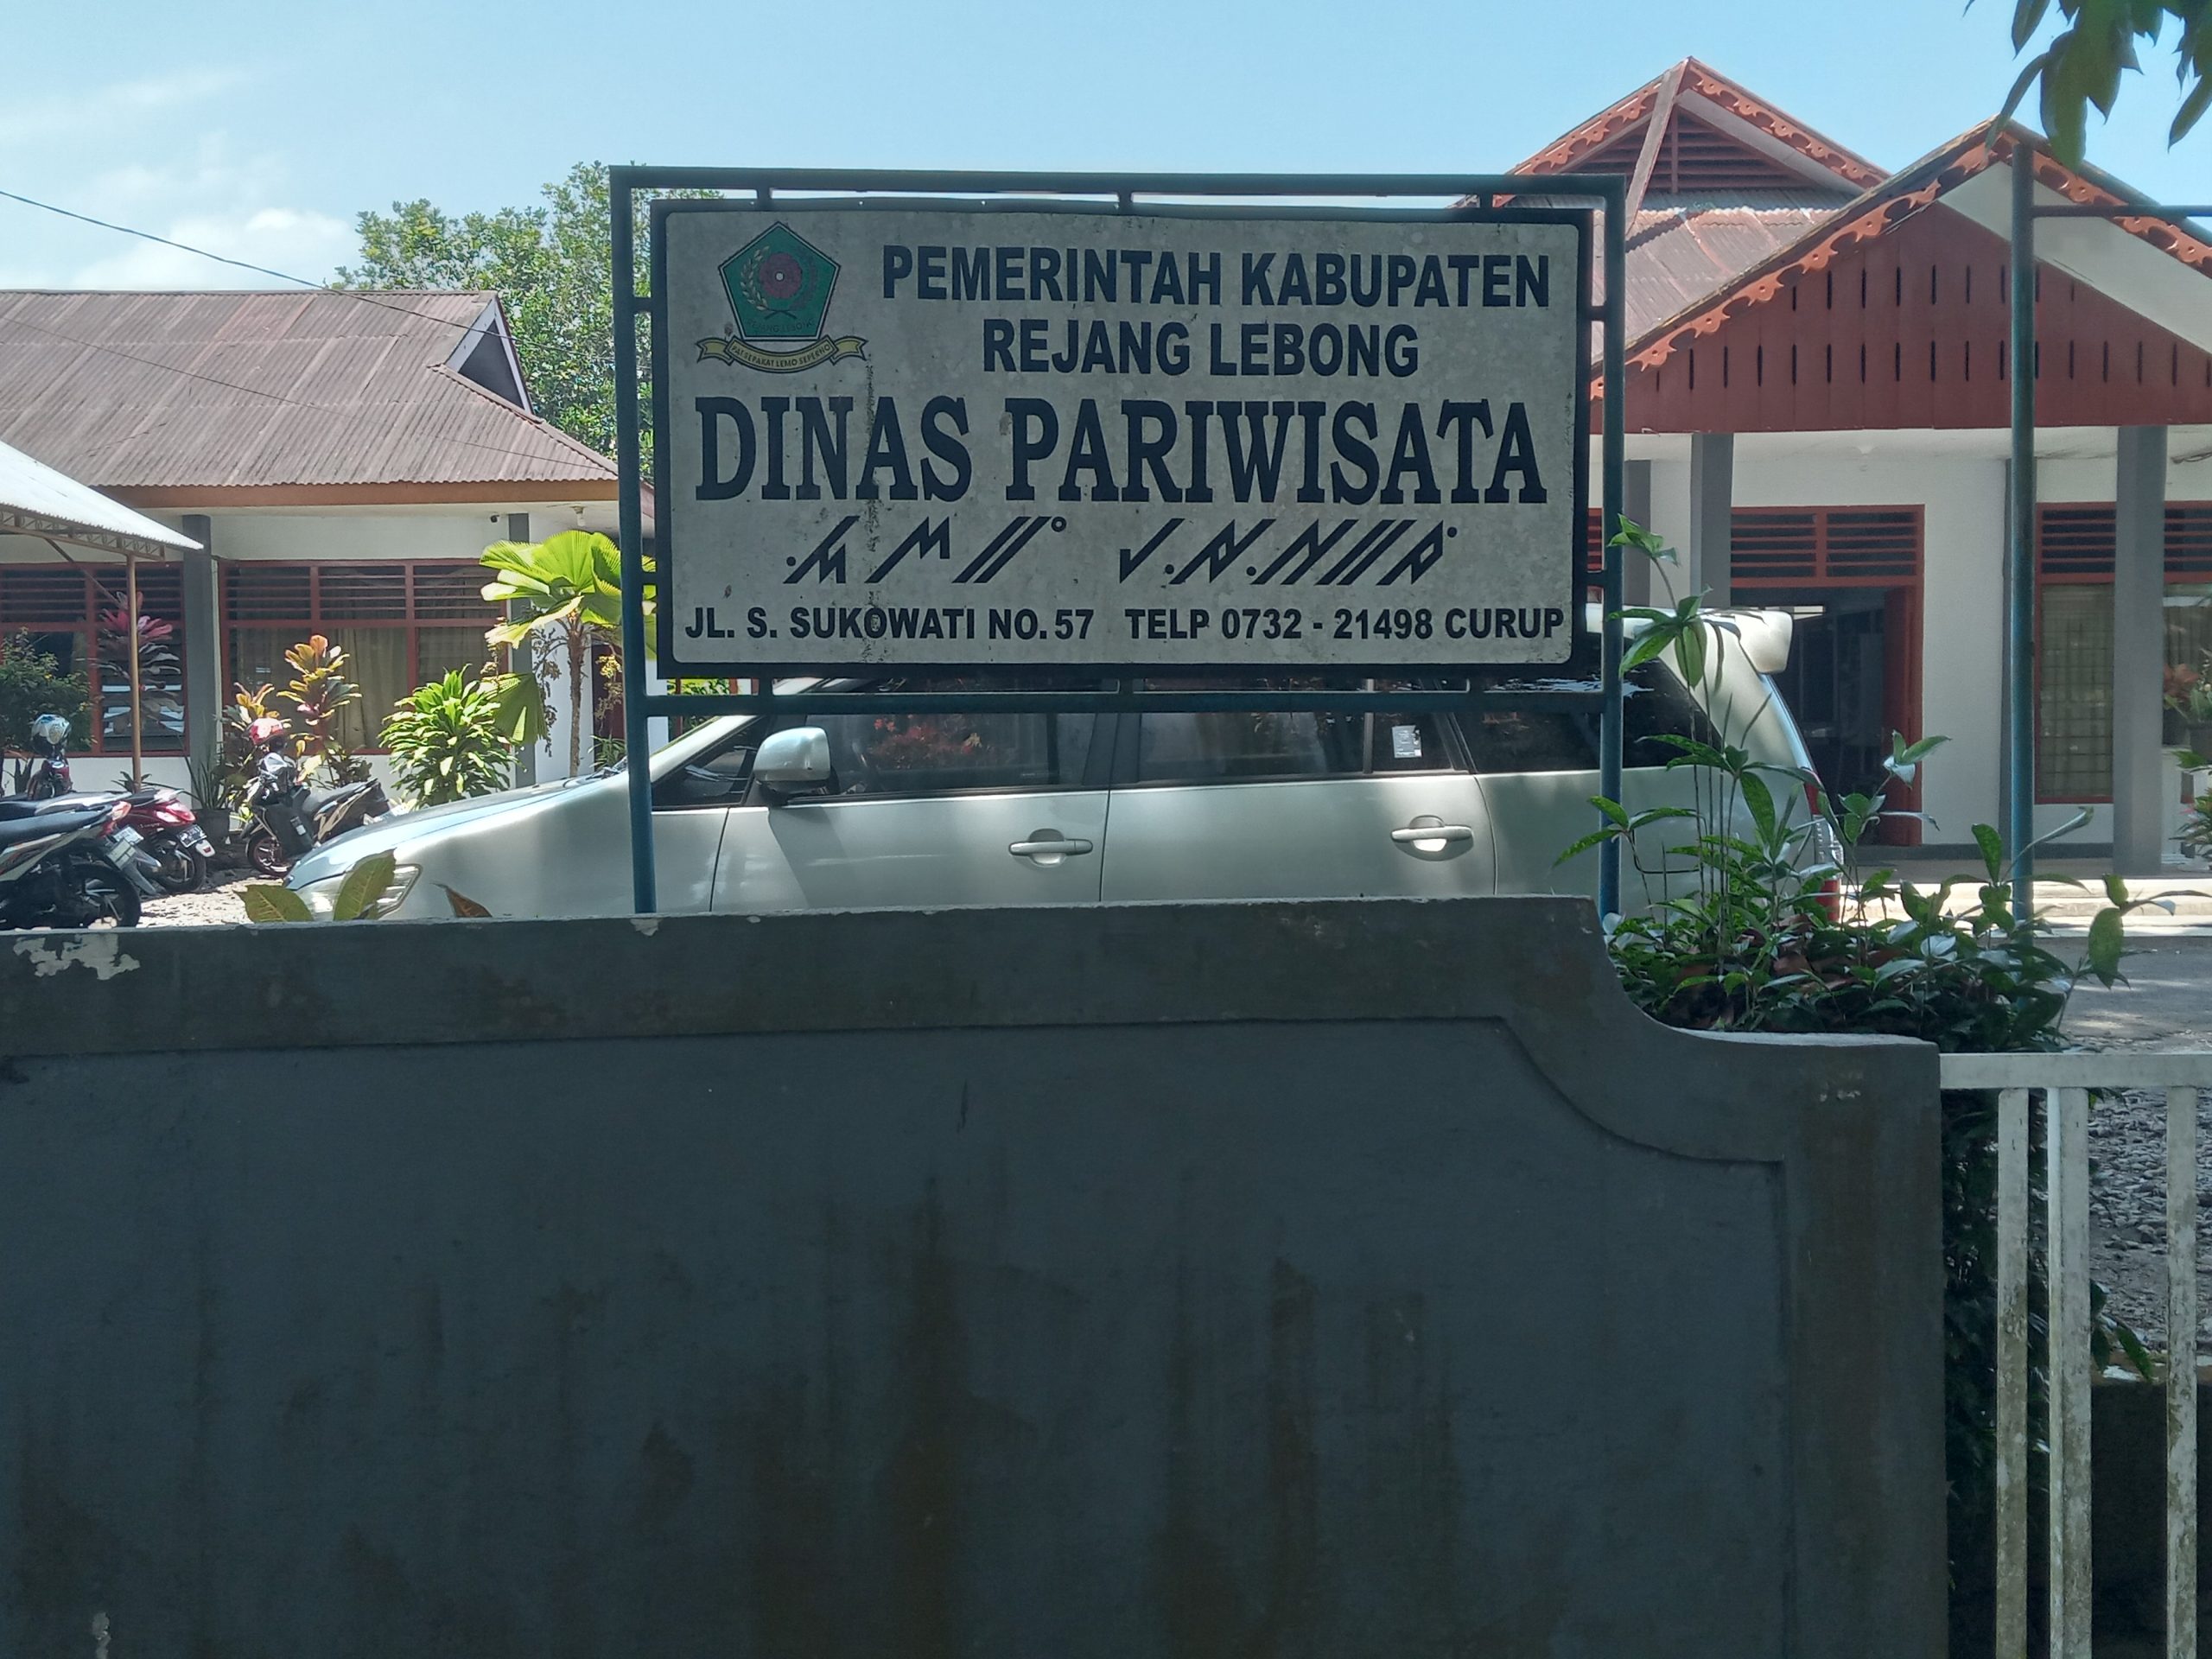 PEMERINTAH KABUPATEN
REJANG LEBONG
DINAS PARIWISATA
JL. S. SUKOWATI NO. 57 TELP 0732 - 21498 CURUP